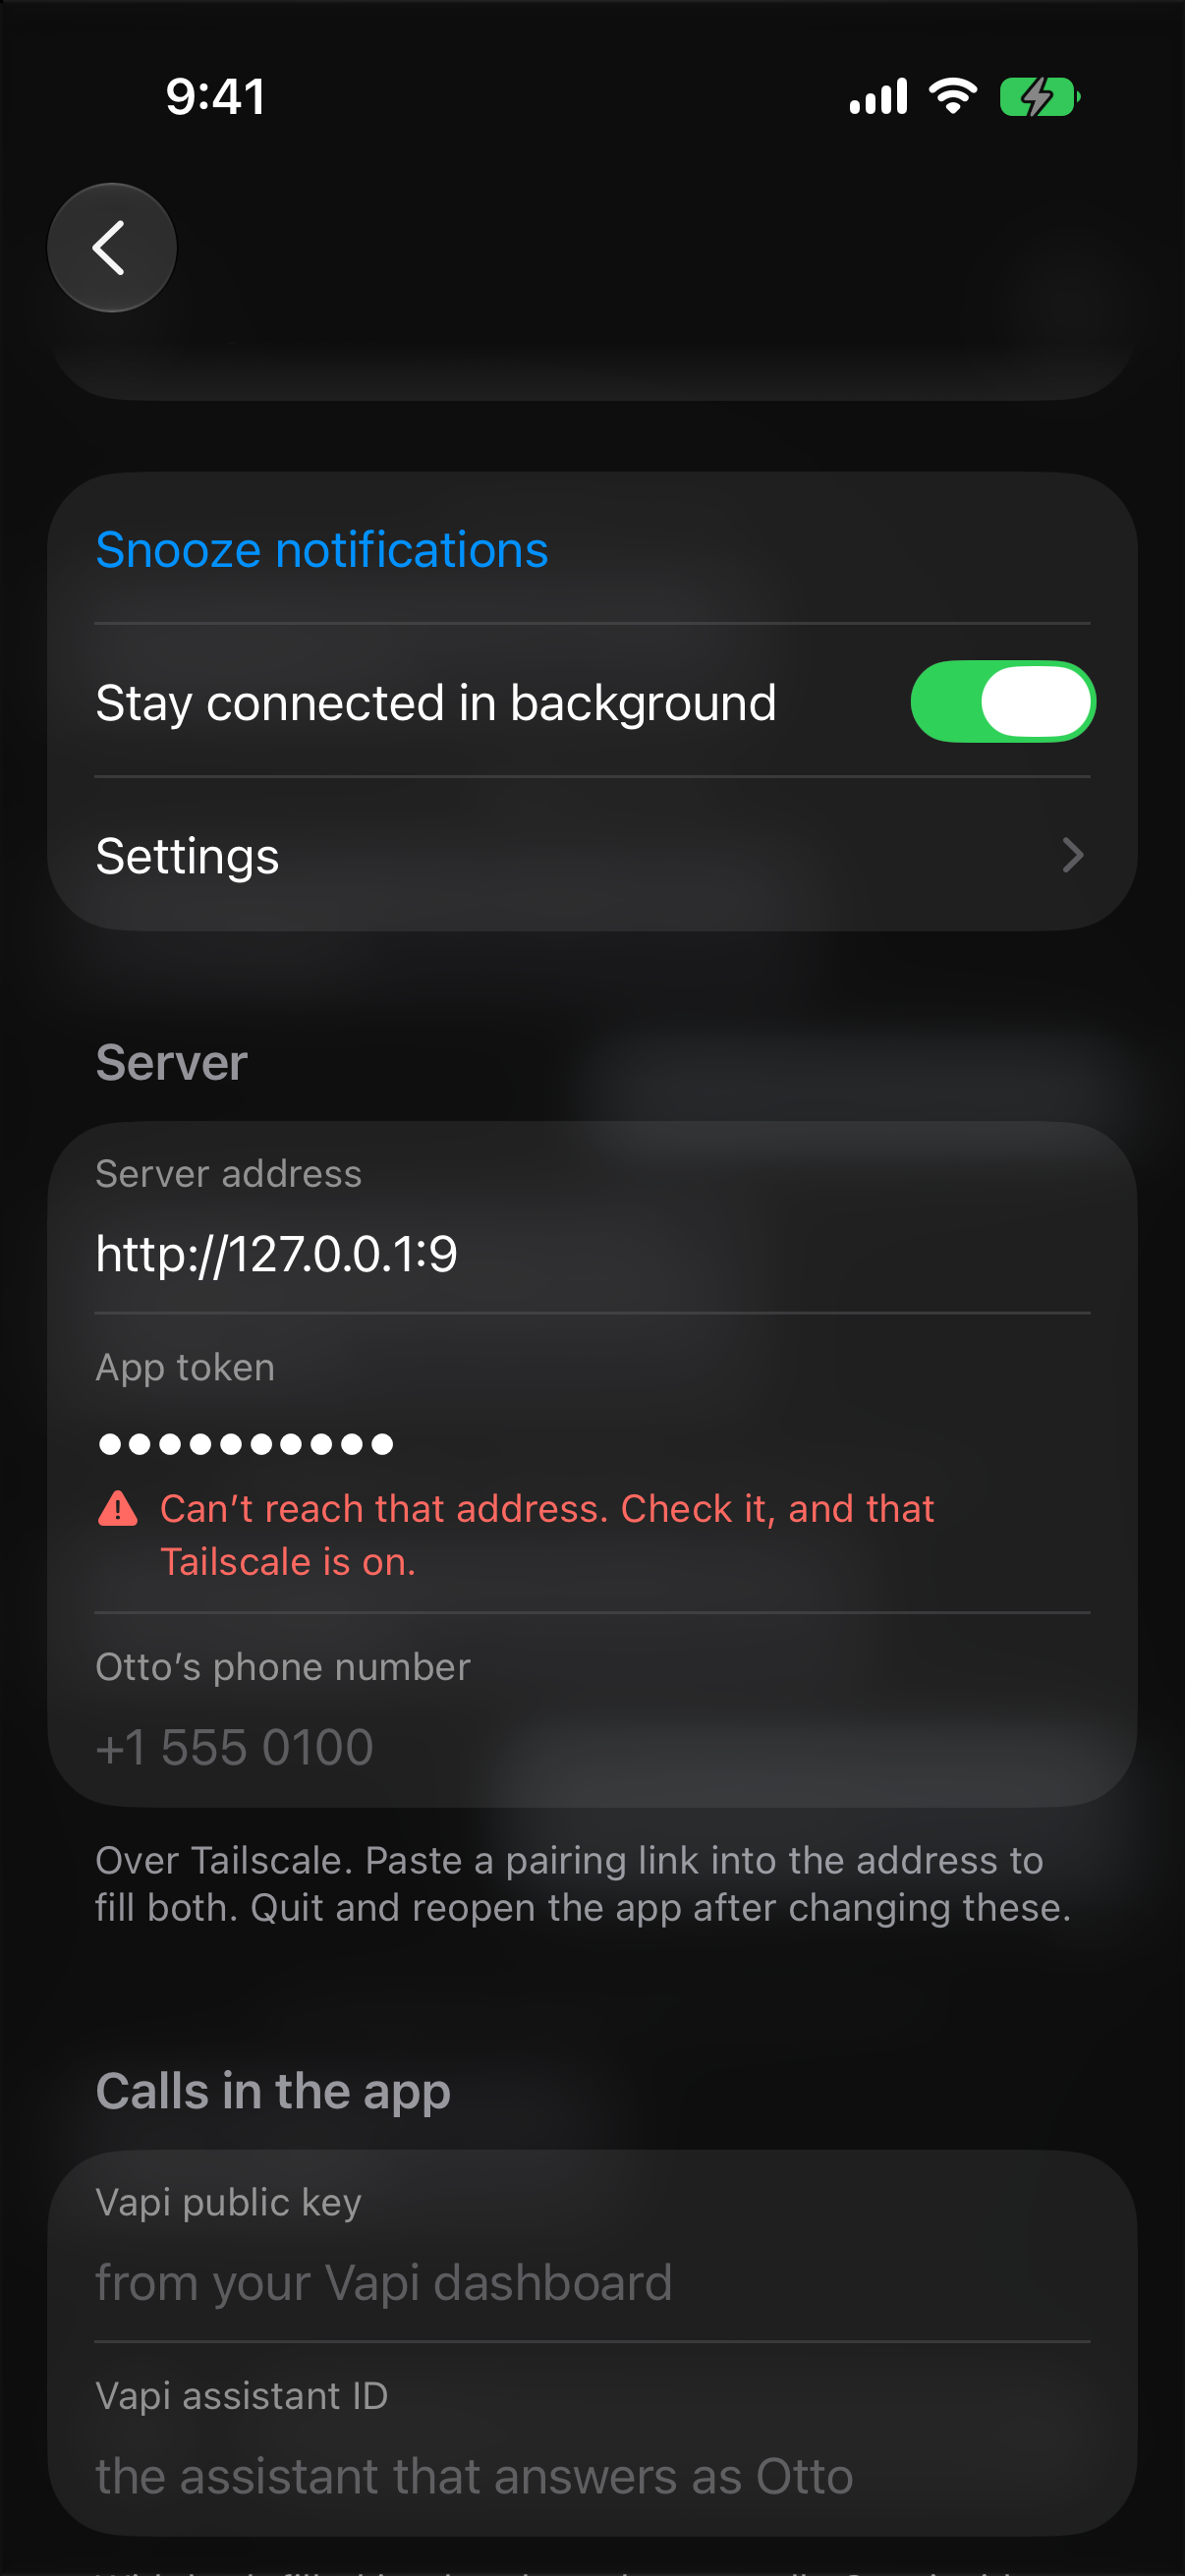 9:41
Snooze notifications
Stay connected in background
Settings
Server
Server address
http://127.0.0.1:9
App token
••••••••••
Can’t reach that address. Check it, and that
Tailscale is on.
Otto’s phone number
+1 555 0100
Over Tailscale. Paste a pairing link into the address to
fill both. Quit and reopen the app after changing these.
Calls in the app
Vapi public key
from your Vapi dashboard
Vapi assistant ID
the assistant that answers as Otto